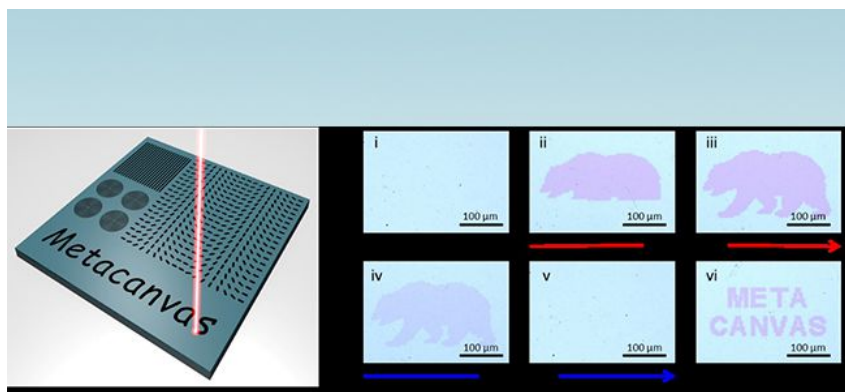 Metacanvas
i
100 µm
ii
100 µm
iii
100 µm
iv
100 µm
v
100 µm
vi
META
CANVAS
100 µm